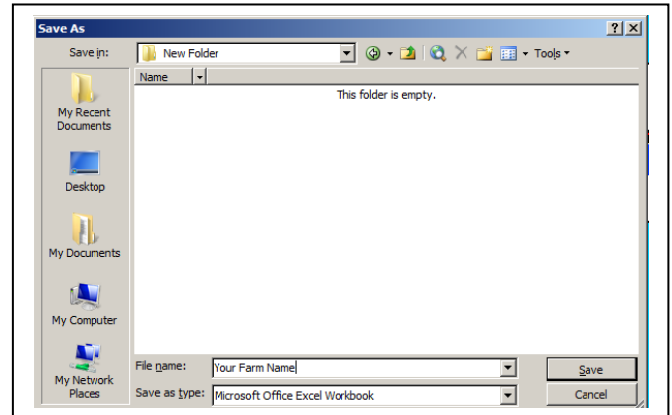 Save As
Save in:
New Folder
Tools
Name
This folder is empty.
My Recent
Documents
Desktop
My Documents
My Computer
My Network
Places
File name:
Your Farm Name
Save
Save as type:
Microsoft Office Excel Workbook
Cancel